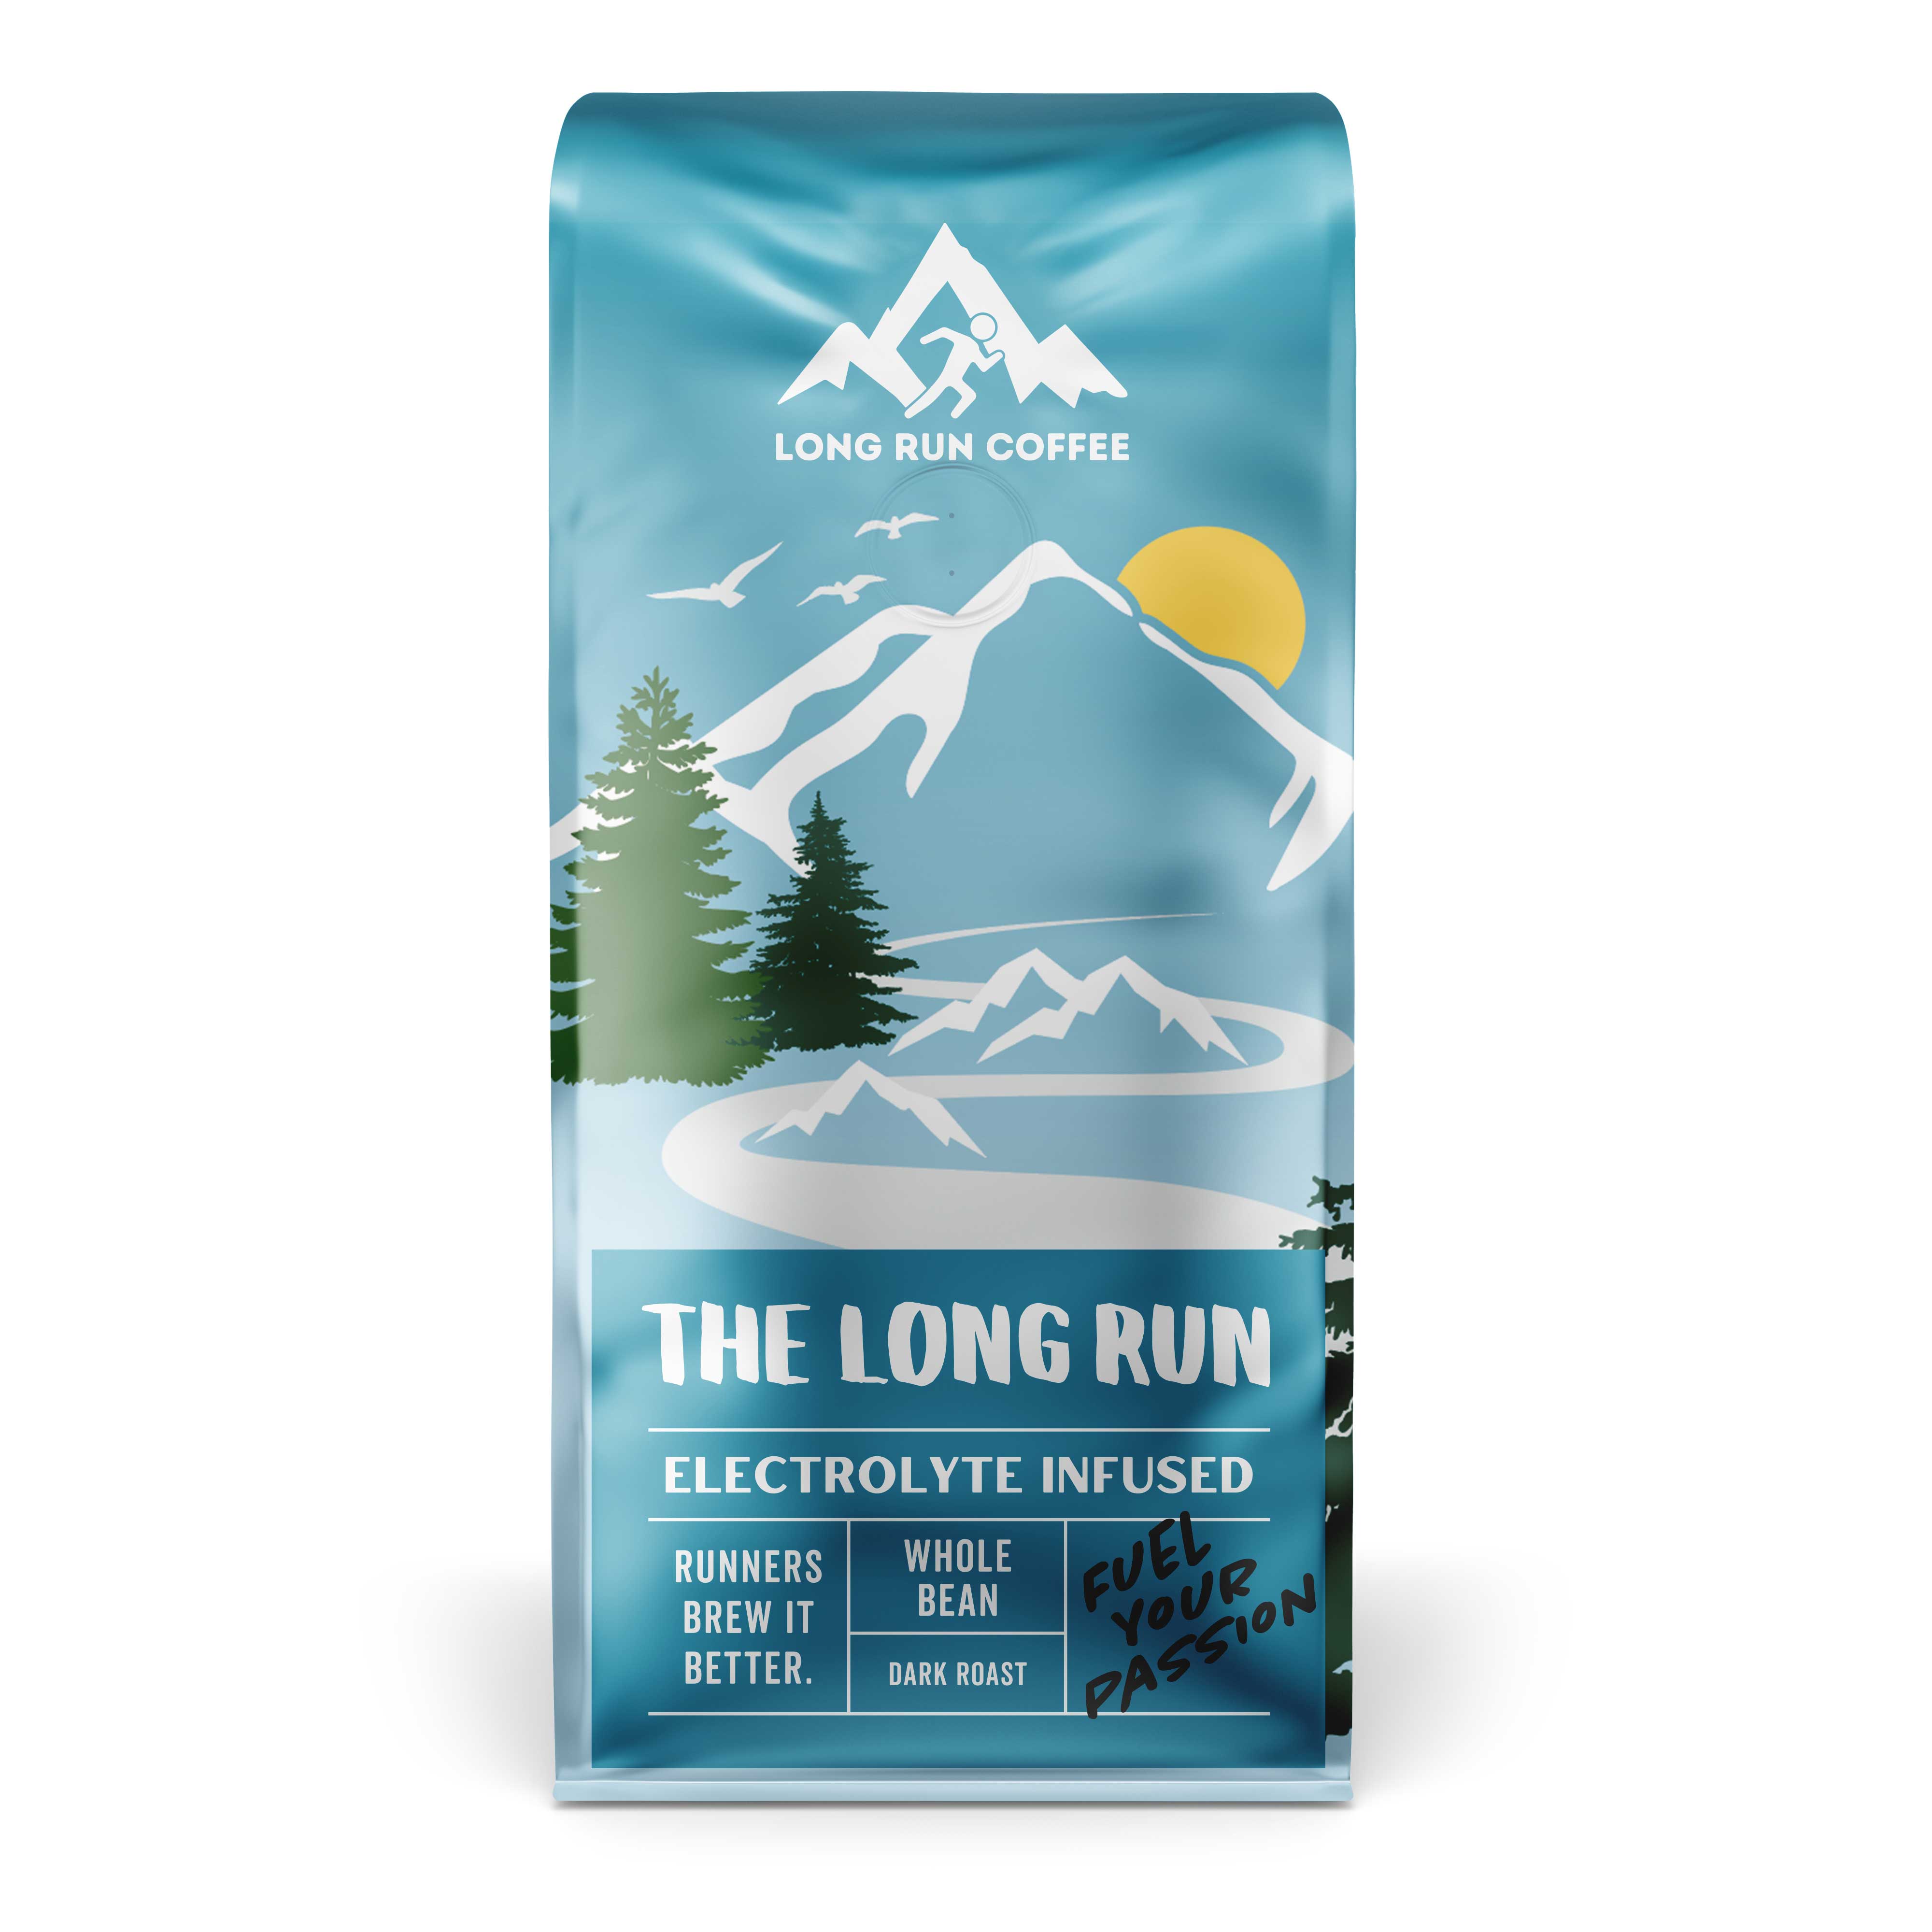 LONG RUN COFFEE
THE LONG RUN
ELECTROLYTE INFUSED
RUNNERS
BREW IT
BETTER.
WHOLE
BEAN
DARK ROAST
FUEL
YOUR
PASSION